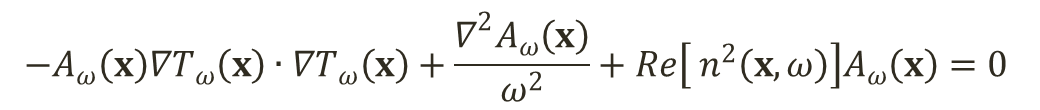 −A_ω(𝐱)∇T_ω(𝐱) · ∇T_ω(𝐱) + ∇²A_ω(𝐱)/ω² + Re[ n²(𝐱, ω)]A_ω(𝐱) = 0